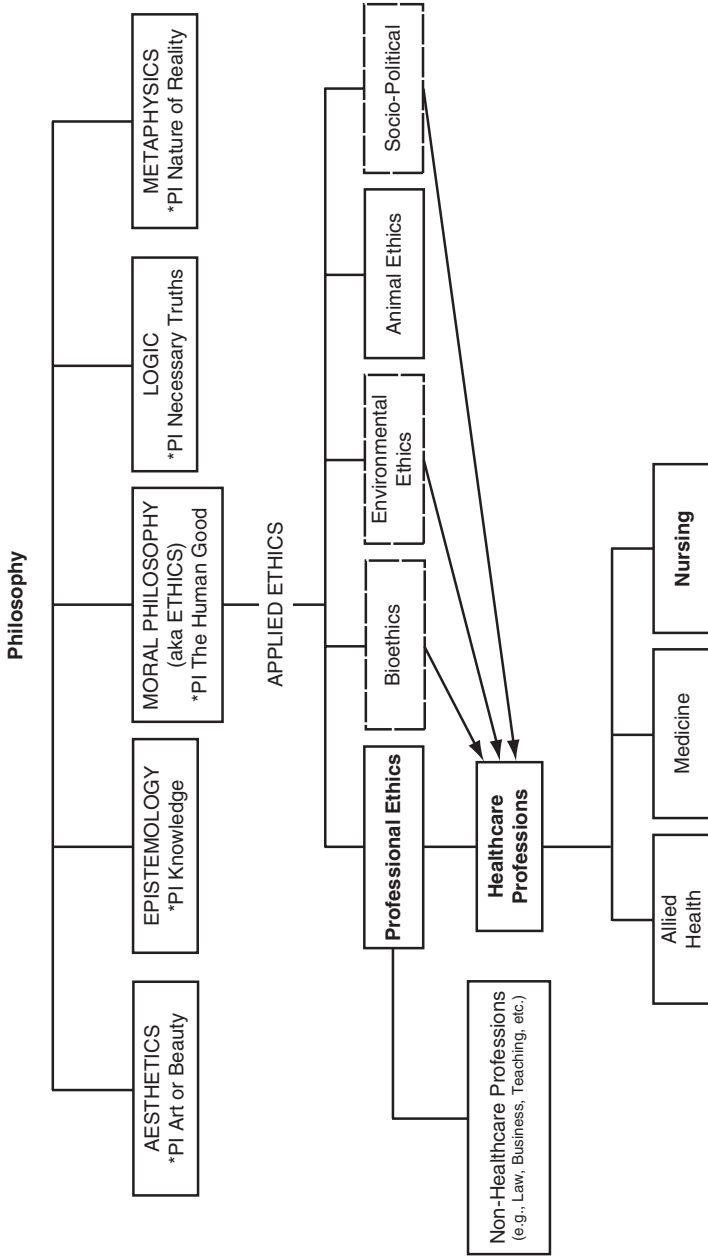 Philosophy
AESTHETICS
*PI Art or Beauty
EPISTEMOLOGY
*PI Knowledge
MORAL PHILOSOPHY
(aka ETHICS)
*PI The Human Good
LOGIC
*PI Necessary Truths
METAPHYSICS
*PI Nature of Reality
APPLIED ETHICS
Professional Ethics
Bioethics
Environmental
Ethics
Animal Ethics
Socio-Political
Non-Healthcare Professions
(e.g., Law, Business, Teaching, etc.)
Healthcare
Professions
Allied
Health
Medicine
Nursing